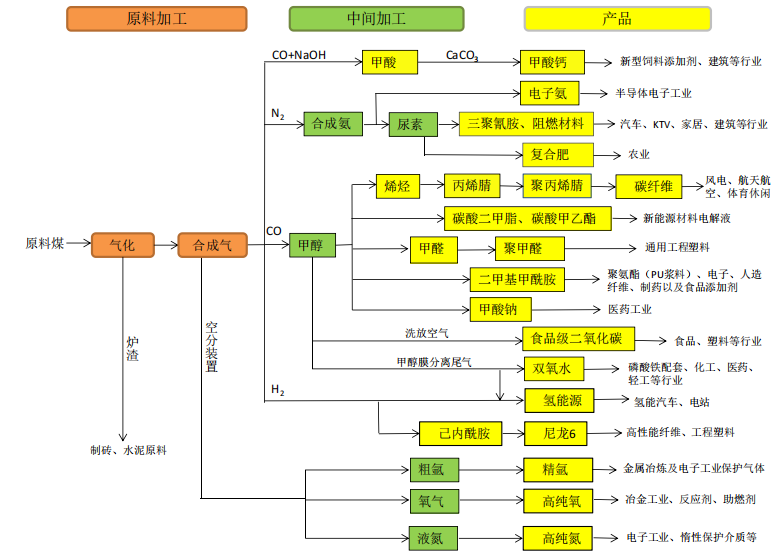 原料加工
中间加工
产品
CO+NaOH
甲酸
CaCO₃
甲酸钙
新型饲料添加剂、建筑等行业
电子氨
半导体电子工业
N₂
合成氨
尿素
三聚氰胺、阻燃材料
汽车、KTV、家居、建筑等行业
复合肥
农业
烯烃
丙烯腈
聚丙烯腈
碳纤维
风电、航天航
空、体育休闲
碳酸二甲脂、碳酸甲乙酯
新能源材料电解液
原料煤
气化
合成气
CO
甲醇
甲醛
聚甲醛
通用工程塑料
二甲基甲酰胺
聚氨酯（PU浆料）、电子、人造
纤维、制药以及食品添加剂
甲酸钠
医药工业
炉渣
空分装置
洗放空气
食品级二氧化碳
食品、塑料等行业
甲醇膜分离尾气
双氧水
磷酸铁配套、化工、医药、
轻工等行业
H₂
氢能源
氢能汽车、电站
己内酰胺
尼龙6
高性能纤维、工程塑料
制砖、水泥原料
粗氩
精氩
金属冶炼及电子工业保护气体
氧气
高纯氧
冶金工业、反应剂、助燃剂
液氮
高纯氮
电子工业、惰性保护介质等